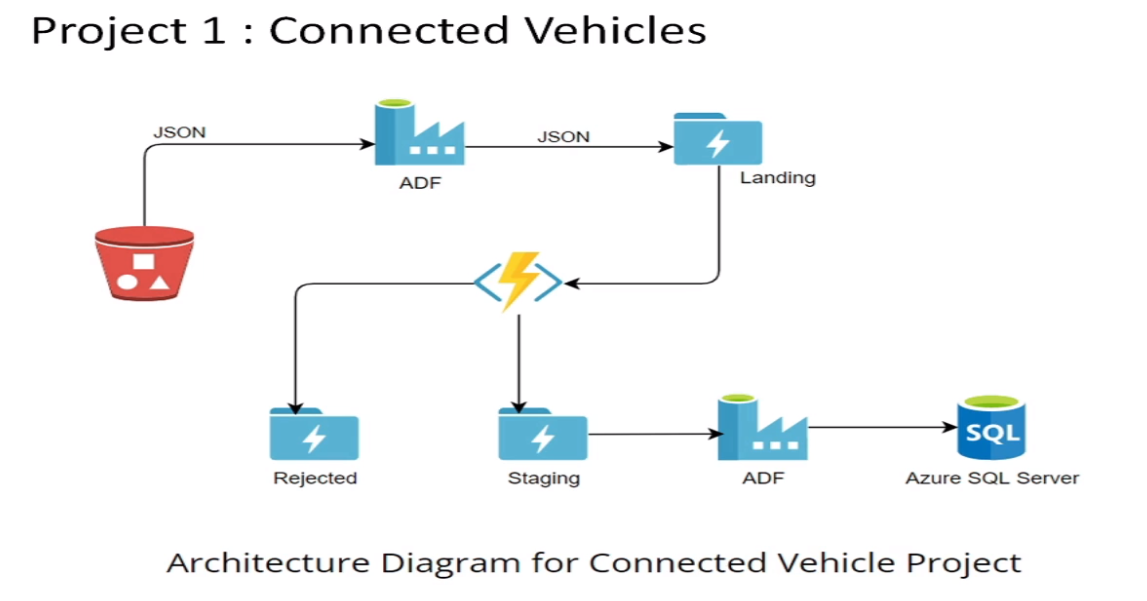 Project 1 : Connected Vehicles
JSON
JSON
ADF
Landing
Rejected
Staging
ADF
SQL
Azure SQL Server
Architecture Diagram for Connected Vehicle Project